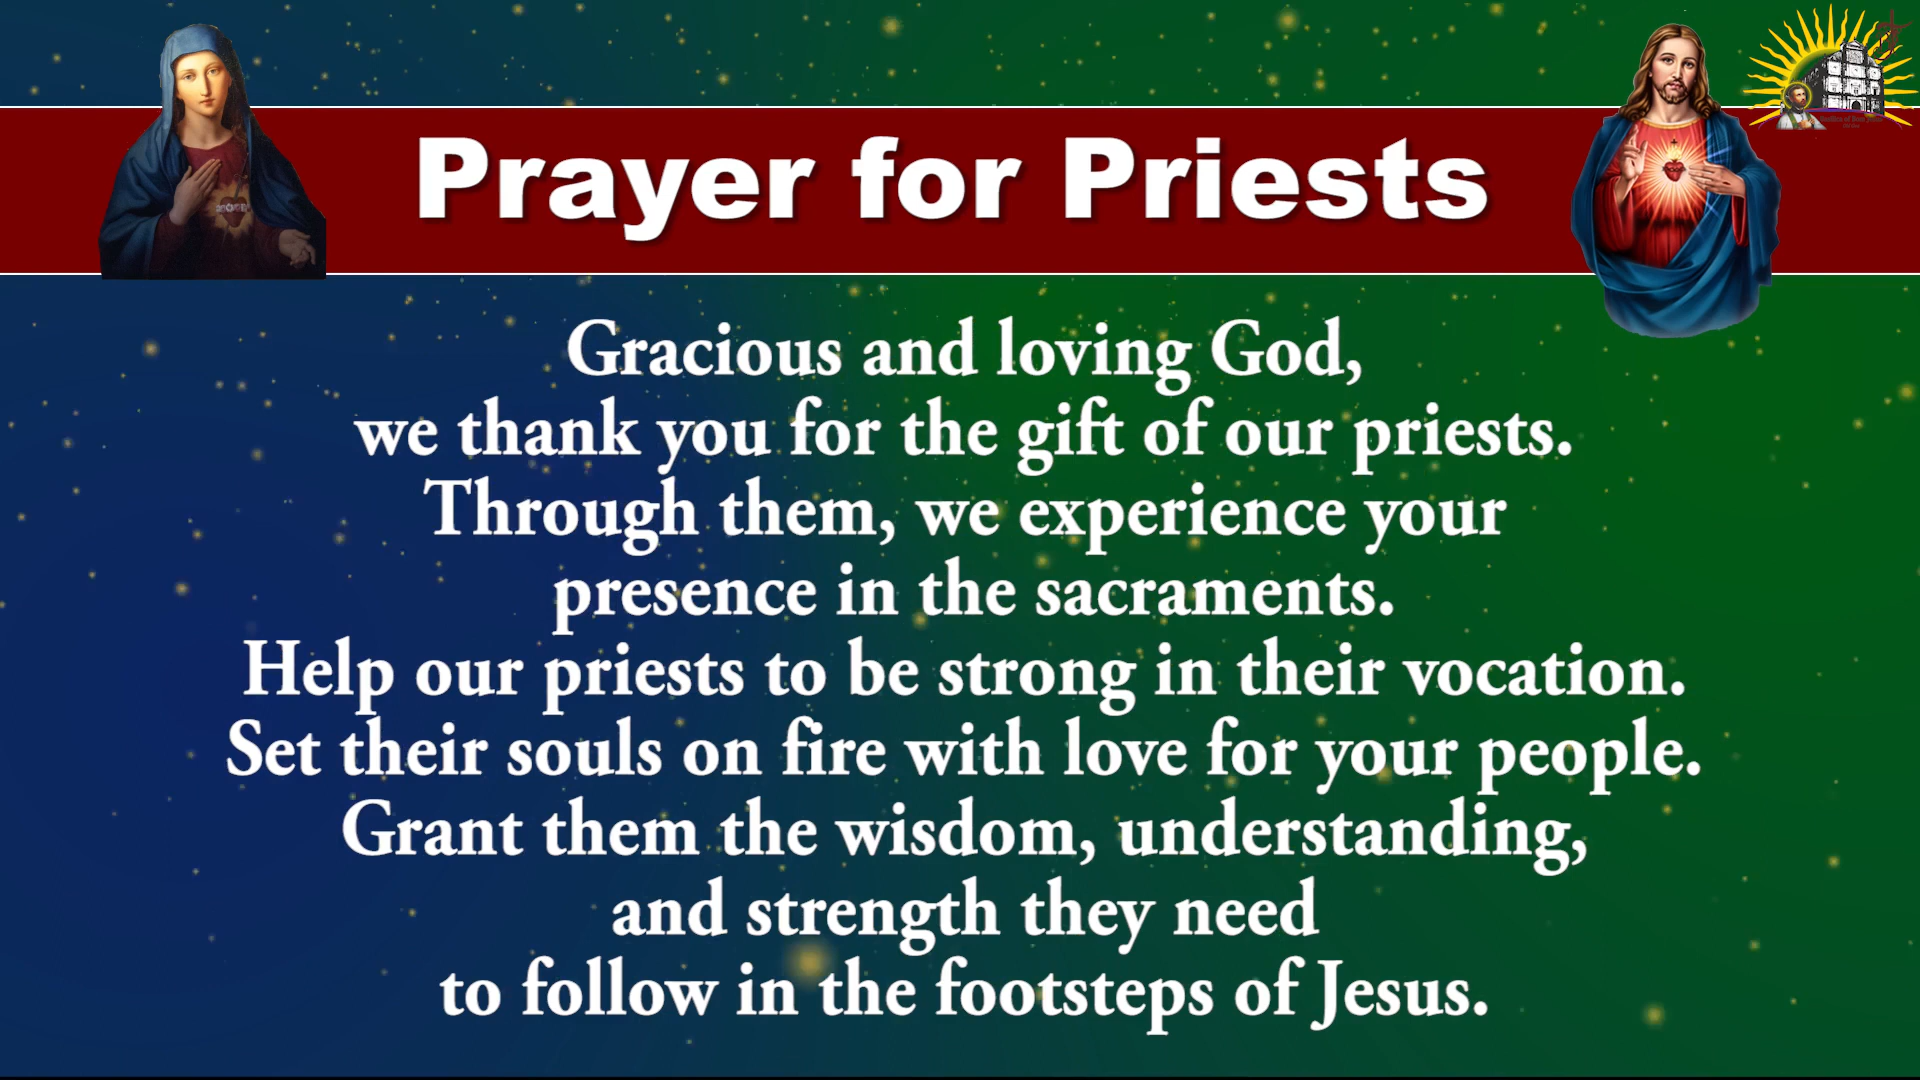 Prayer for Priests
Gracious and loving God,
we thank you for the gift of our priests.
Through them, we experience your
presence in the sacraments.
Help our priests to be strong in their vocation.
Set their souls on fire with love for your people.
Grant them the wisdom, understanding,
and strength they need
to follow in the footsteps of Jesus.